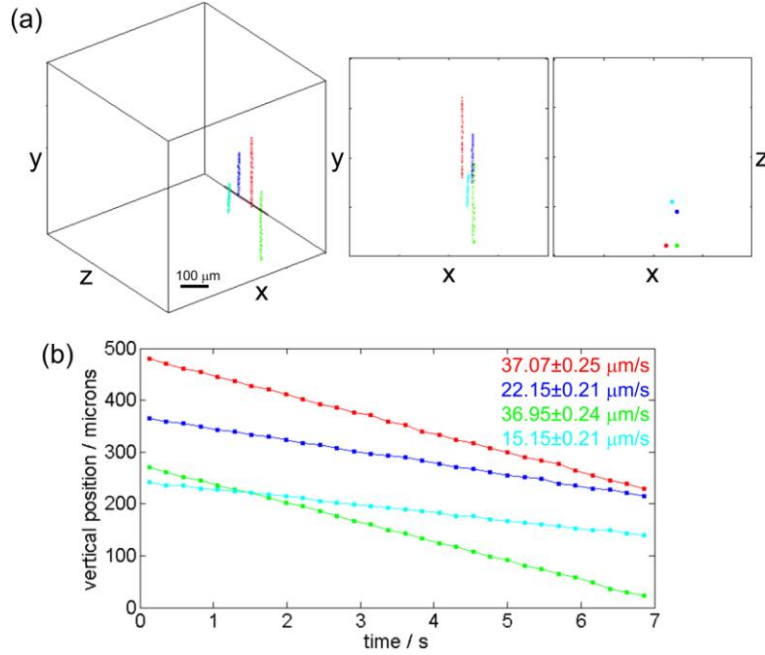 (a)
y
z
x
100 μm
y
x
z
x
(b)
500
400
300
200
100
0
vertical position / microns
37.07±0.25 μm/s
22.15±0.21 μm/s
36.95±0.24 μm/s
15.15±0.21 μm/s
0 1 2 3 4 5 6 7
time / s